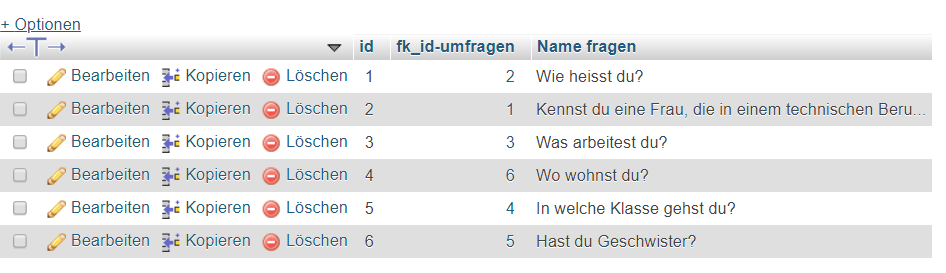 + Optionen
←T→ id fk_id-umfragen Name fragen
Bearbeiten Kopieren Löschen 1 2 Wie heisst du?
Bearbeiten Kopieren Löschen 2 1 Kennst du eine Frau, die in einem technischen Beru...
Bearbeiten Kopieren Löschen 3 3 Was arbeitest du?
Bearbeiten Kopieren Löschen 4 6 Wo wohnst du?
Bearbeiten Kopieren Löschen 5 4 In welche Klasse gehst du?
Bearbeiten Kopieren Löschen 6 5 Hast du Geschwister?